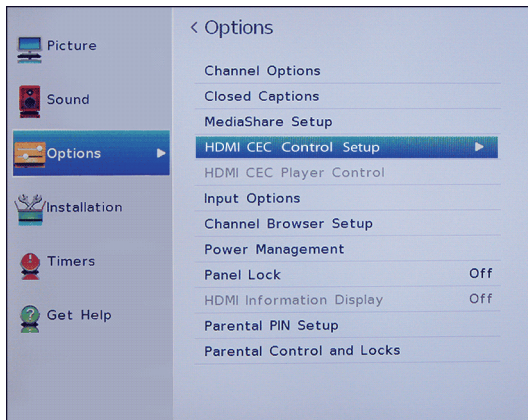 Picture
Sound
Options
Installation
Timers
Get Help
< Options
Channel Options
Closed Captions
MediaShare Setup
HDMI CEC Control Setup
HDMI CEC Player Control
Input Options
Channel Browser Setup
Power Management
Panel Lock Off
HDMI Information Display Off
Parental PIN Setup
Parental Control and Locks